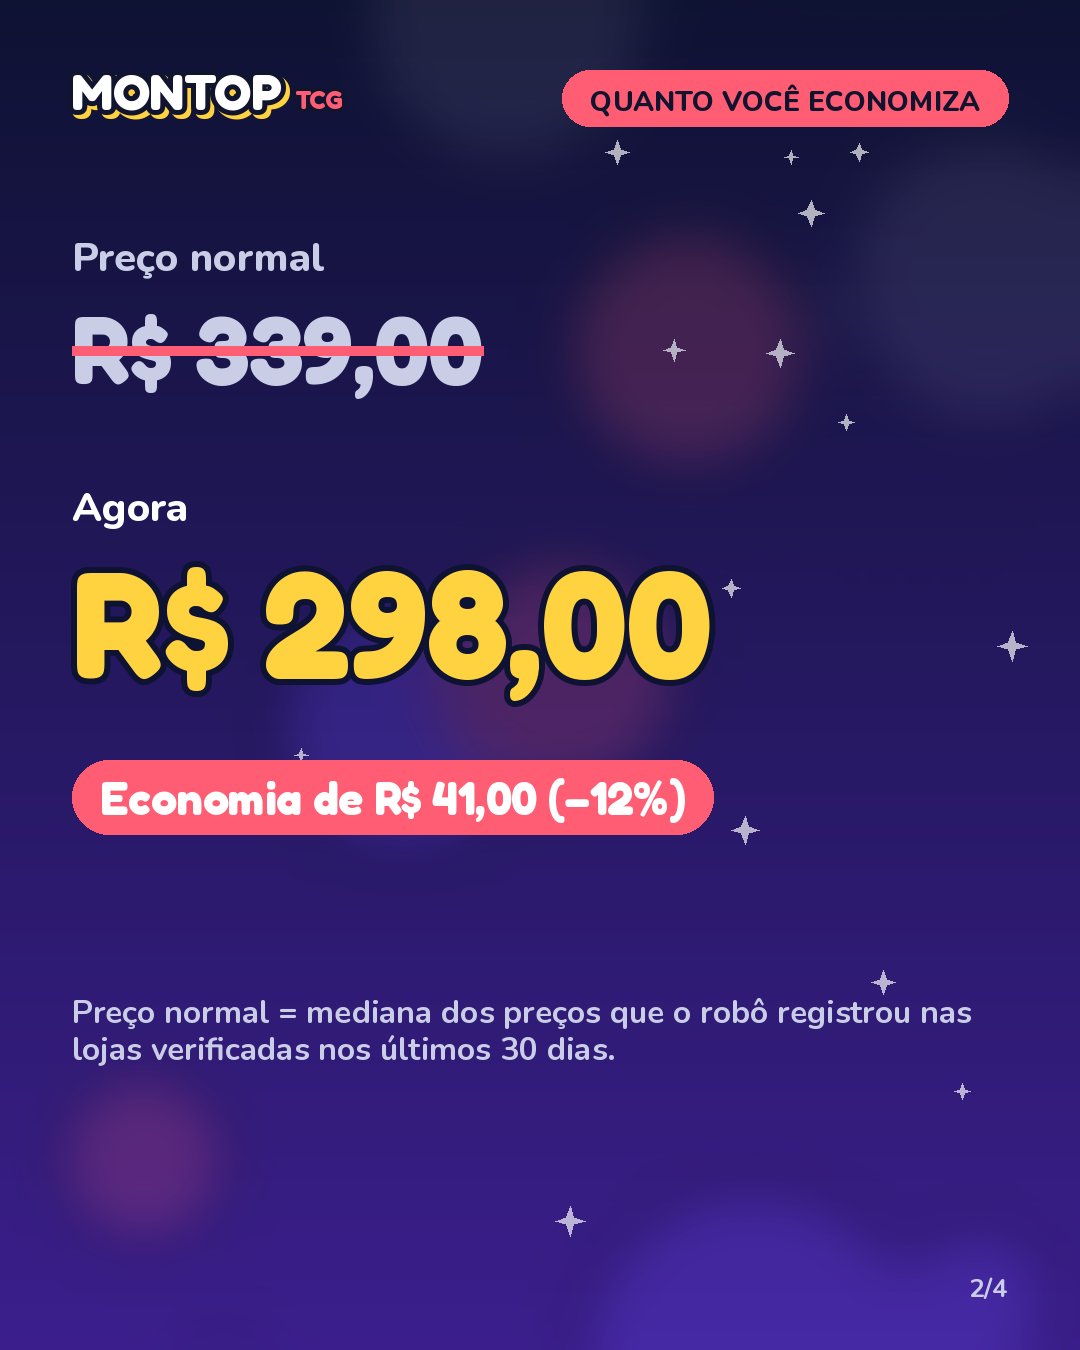 MONTOP TCG
QUANTO VOCÊ ECONOMIZA
Preço normal
R$ 339,00
Agora
R$ 298,00
Economia de R$ 41,00 (−12%)
Preço normal = mediana dos preços que o robô registrou nas
lojas verificadas nos últimos 30 dias.
2/4